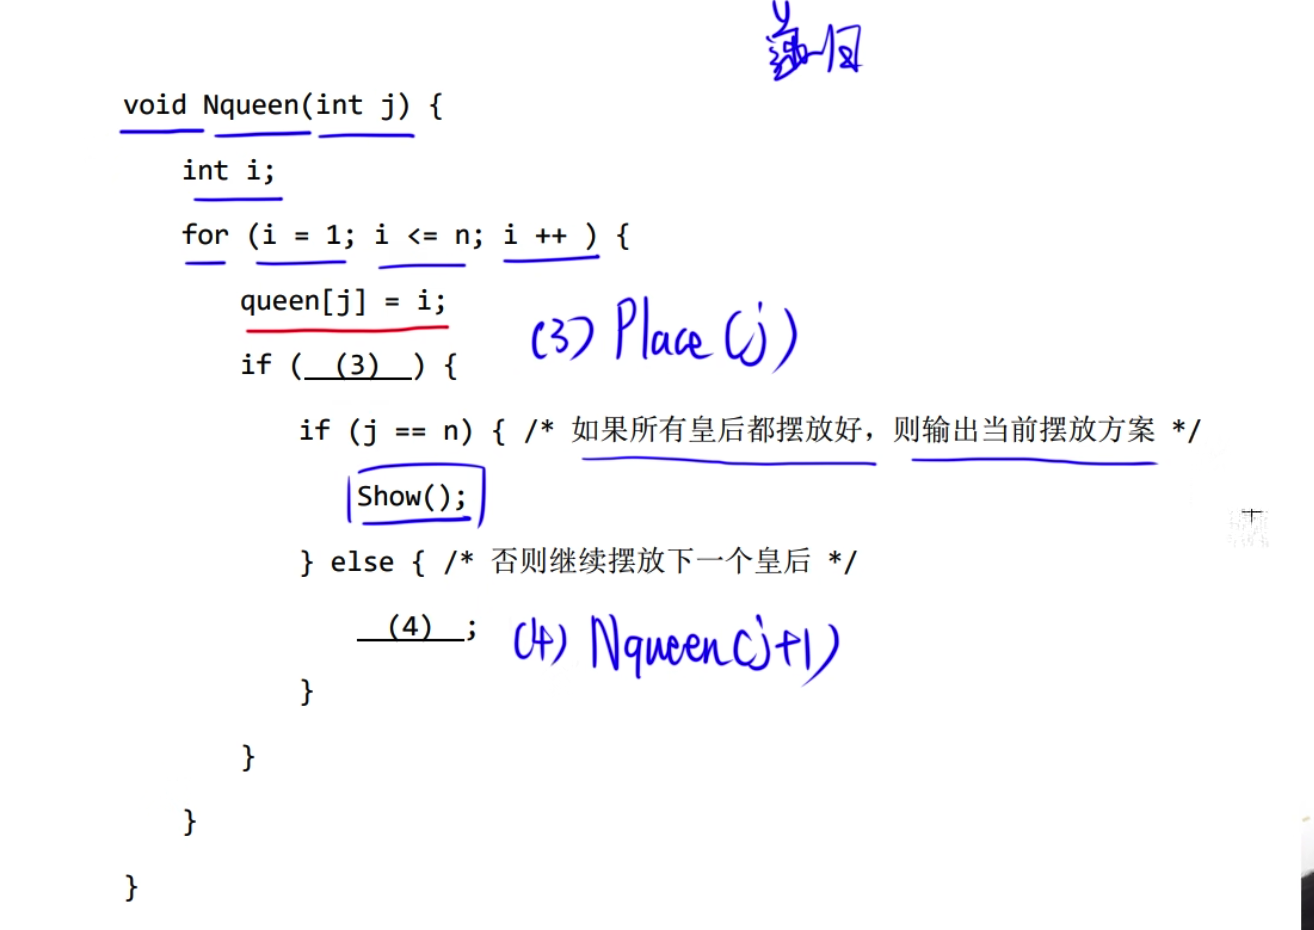 递归
void Nqueen(int j) {
int i;
for (i = 1; i <= n; i ++ ) {
queen[j] = i;
if ( (3) ) {
(3) Place(j)
if (j == n) { /* 如果所有皇后都摆放好，则输出当前摆放方案 */
Show();
} else { /* 否则继续摆放下一个皇后 */
(4) ;
(4) Nqueen(j+1)
}
}
}
}